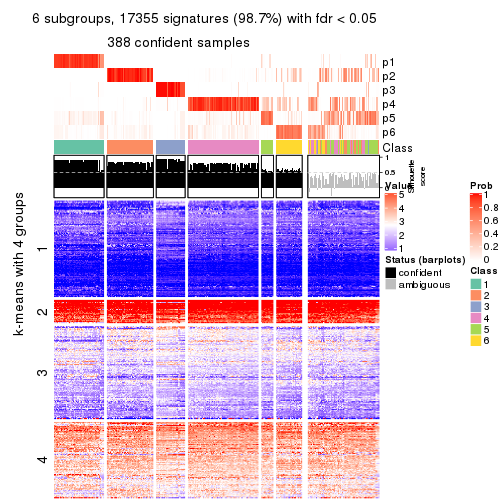 6 subgroups, 17355 signatures (98.7%) with fdr < 0.05
388 confident samples
p1
p2
p3
p4
p5
p6
Class
1
0.5
0
Silhouette
score
k-means with 4 groups
1
2
3
4
Value
5
4
3
2
1
Status (barplots)
confident
ambiguous
Prob
1
0.8
0.6
0.4
0.2
0
Class
1
2
3
4
5
6